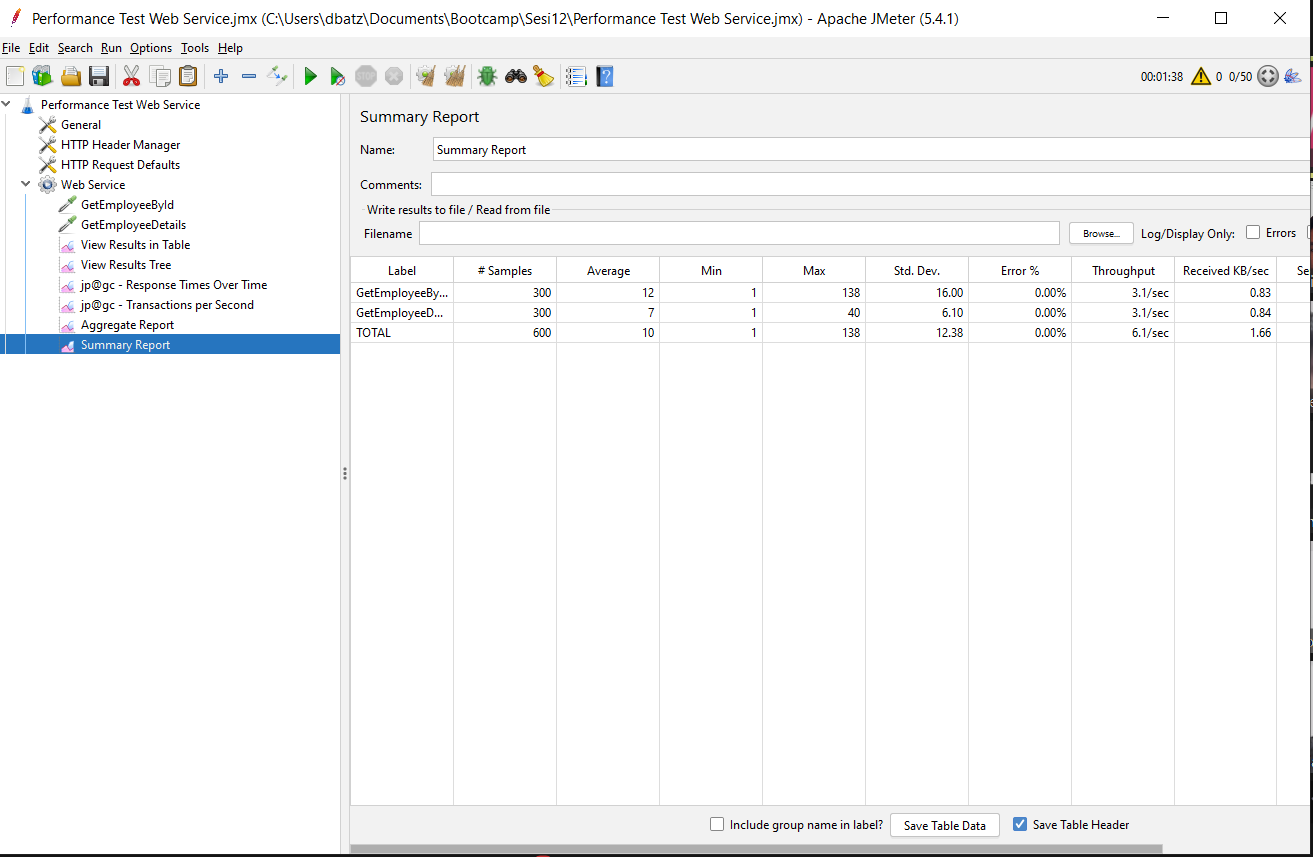 Performance Test Web Service.jmx (C:\Users\dbatz\Documents\Bootcamp\Sesi12\Performance Test Web Service.jmx) - Apache JMeter (5.4.1)
File Edit Search Run Options Tools Help
STOP 00:01:38 0 0/50
Performance Test Web Service
General
HTTP Header Manager
HTTP Request Defaults
Web Service
GetEmployeeById
GetEmployeeDetails
View Results in Table
View Results Tree
jp@gc - Response Times Over Time
jp@gc - Transactions per Second
Aggregate Report
Summary Report
Summary Report
Name: Summary Report
Comments:
Write results to file / Read from file
Filename Browse... Log/Display Only: Errors
Label # Samples Average Min Max Std. Dev. Error % Throughput Received KB/sec Se
GetEmployeeBy... 300 12 1 138 16.00 0.00% 3.1/sec 0.83
GetEmployeeD... 300 7 1 40 6.10 0.00% 3.1/sec 0.84
TOTAL 600 10 1 138 12.38 0.00% 6.1/sec 1.66
Include group name in label? Save Table Data Save Table Header